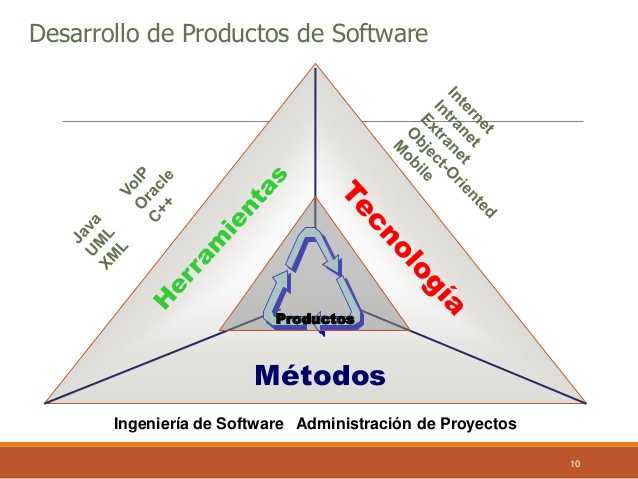 Desarrollo de Productos de Software
Internet
Intranet
Extranet
Object-Oriented
Mobile
VoIP
Oracle
C++
Java
UML
XML
Herramientas
Tecnología
Productos
Métodos
Ingeniería de Software Administración de Proyectos
10